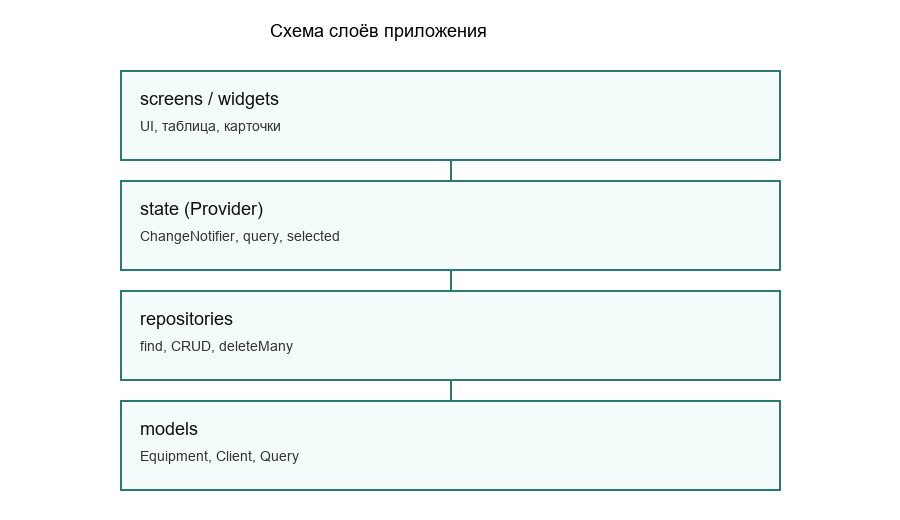 Схема слоёв приложения
screens / widgets
UI, таблица, карточки
state (Provider)
ChangeNotifier, query, selected
repositories
find, CRUD, deleteMany
models
Equipment, Client, Query